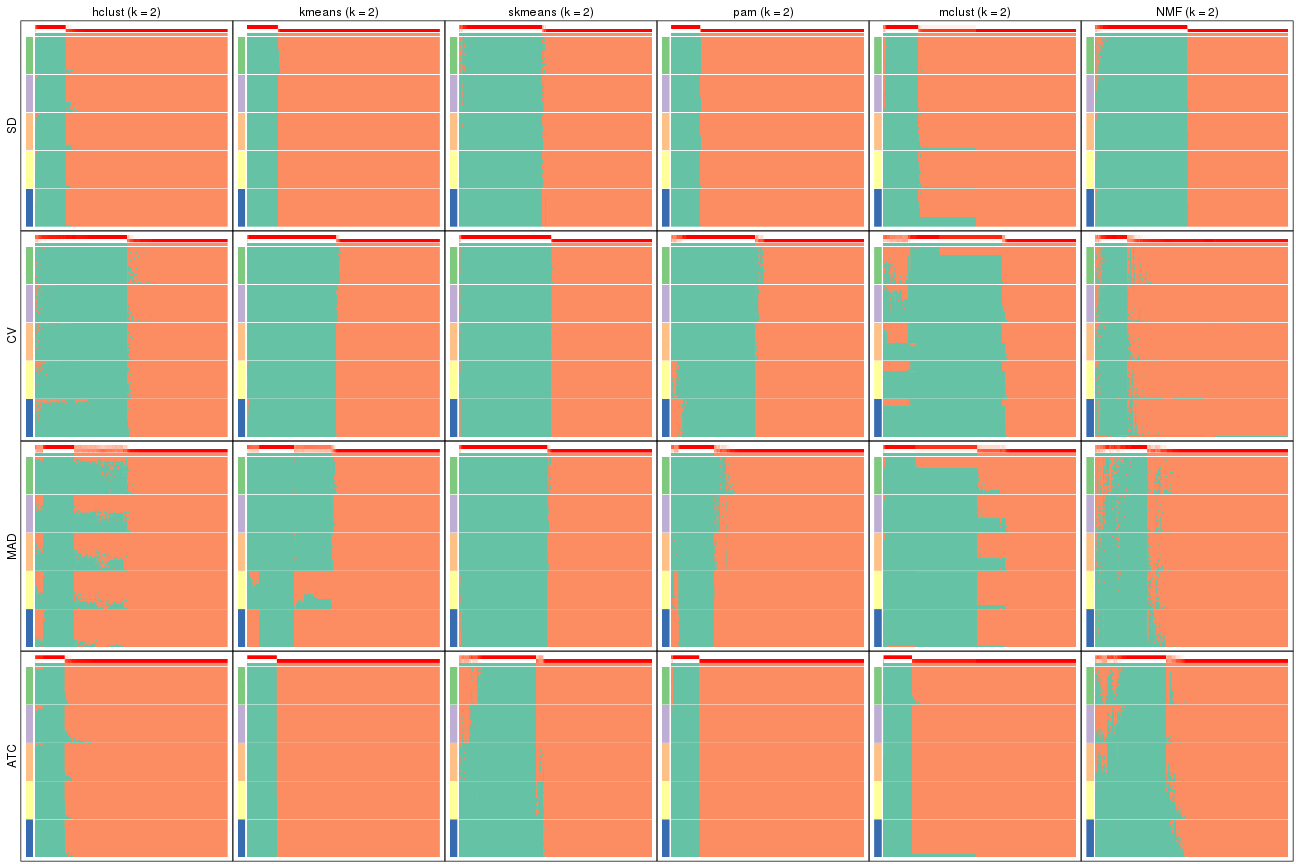 hclust (k = 2)
kmeans (k = 2)
skmeans (k = 2)
pam (k = 2)
mclust (k = 2)
NMF (k = 2)
SD
CV
MAD
ATC